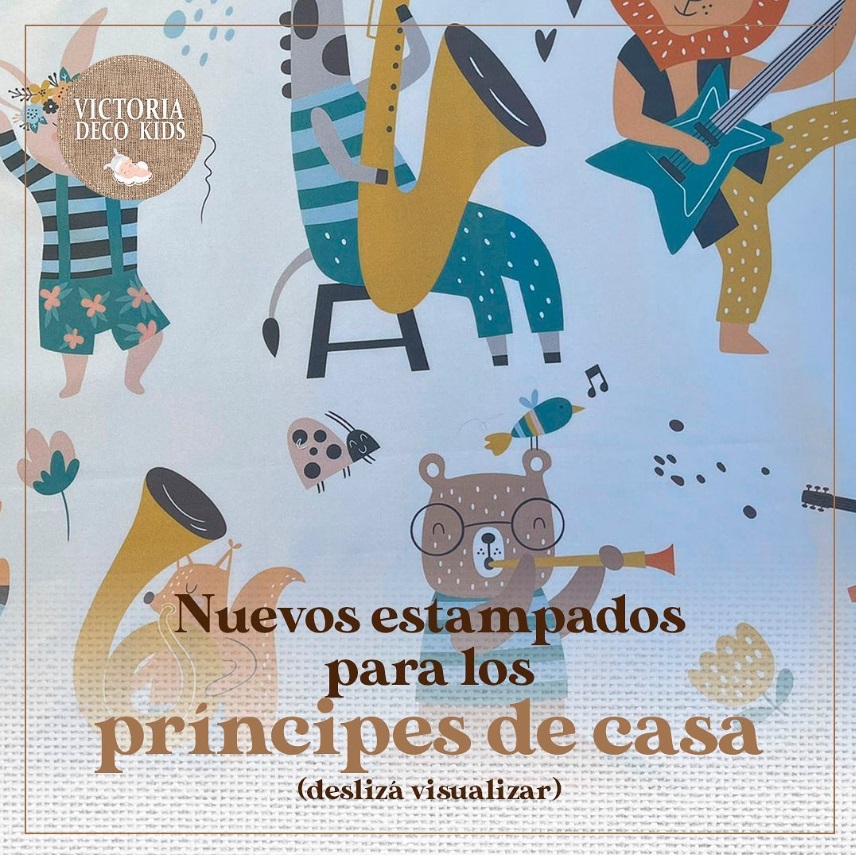 VICTORIA
DECO KIDS
Nuevos estampados
para los
príncipes de casa
(deslizá visualizar)